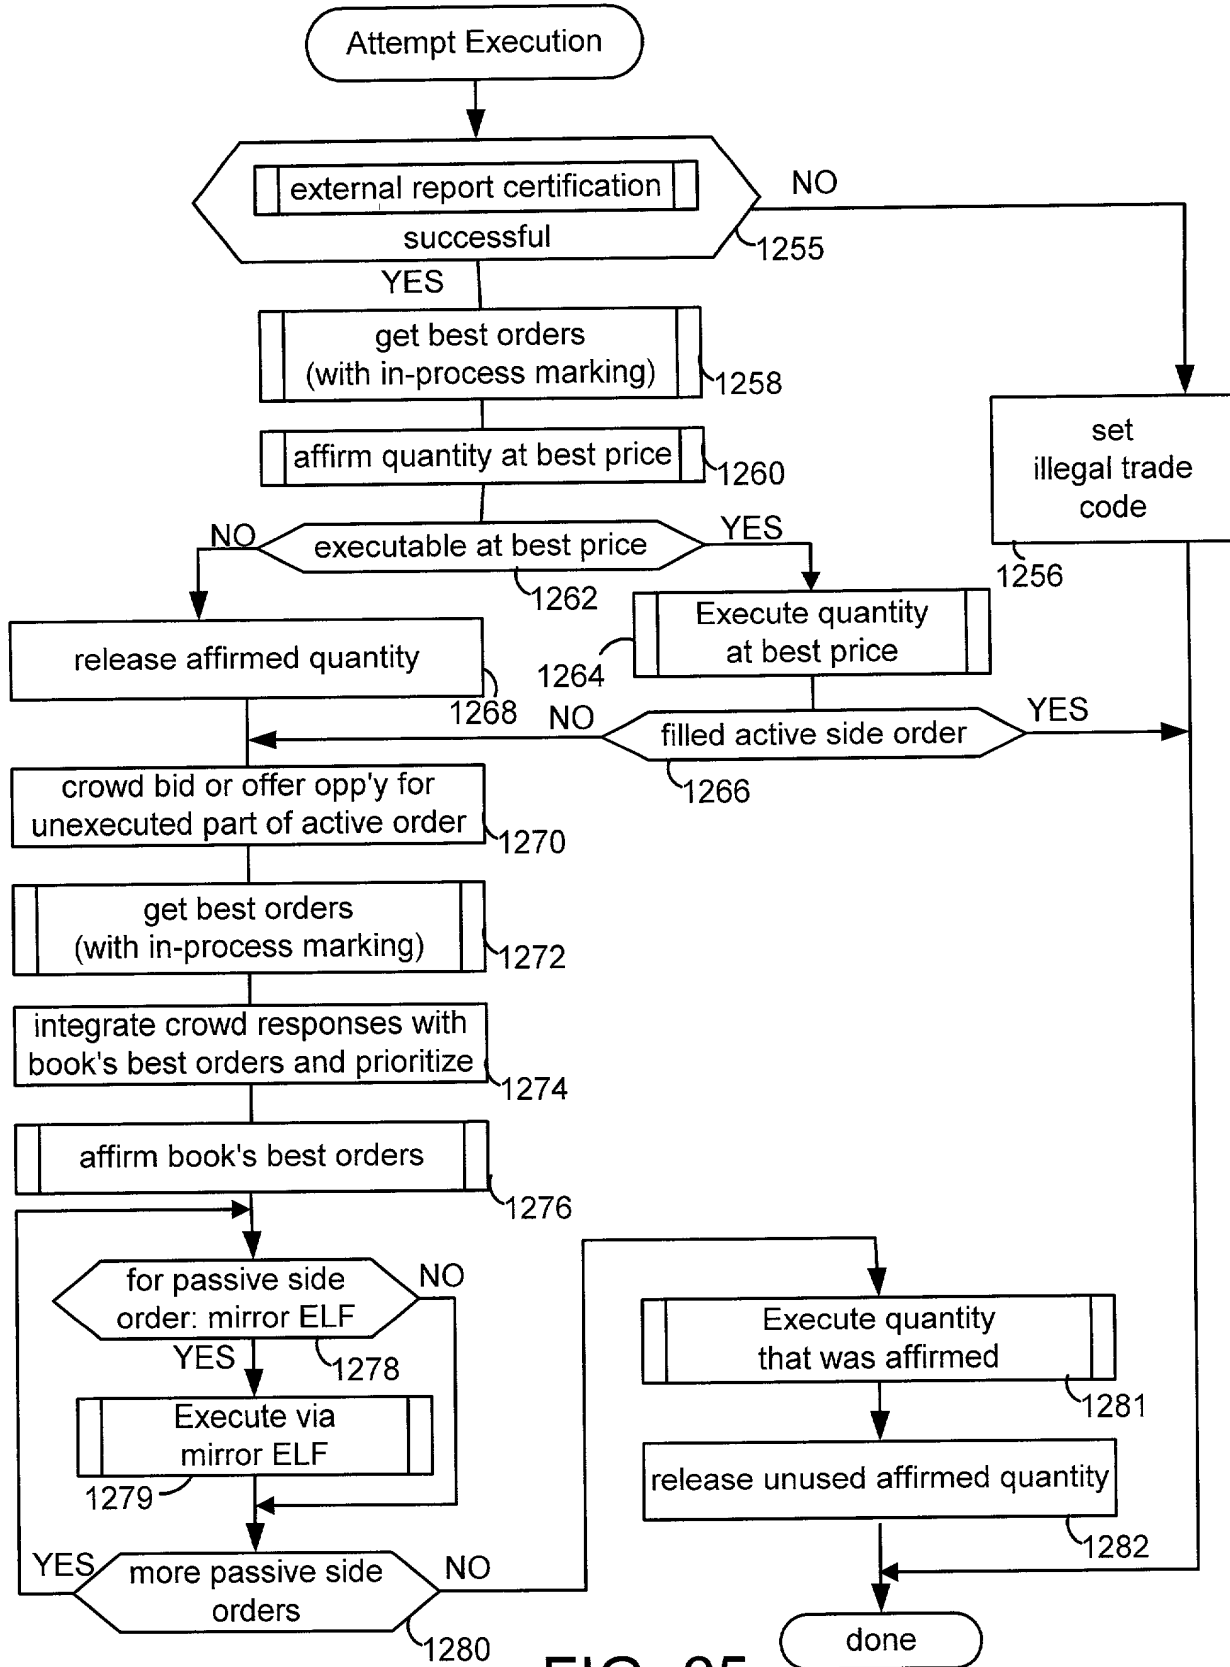 Attempt Execution
external report certification
successful
NO
1255
YES
get best orders
(with in-process marking)
1258
affirm quantity at best price
1260
set
illegal trade
code
1256
NO
executable at best price
YES
1262
Execute quantity
at best price
1264
release affirmed quantity
1268
NO
filled active side order
YES
1266
crowd bid or offer opp'y for
unexecuted part of active order
1270
get best orders
(with in-process marking)
1272
integrate crowd responses with
book's best orders and prioritize
1274
affirm book's best orders
1276
for passive side
order: mirror ELF
NO
YES
1278
Execute via
mirror ELF
1279
YES
more passive side
orders
NO
1280
Execute quantity
that was affirmed
1281
release unused affirmed quantity
1282
done